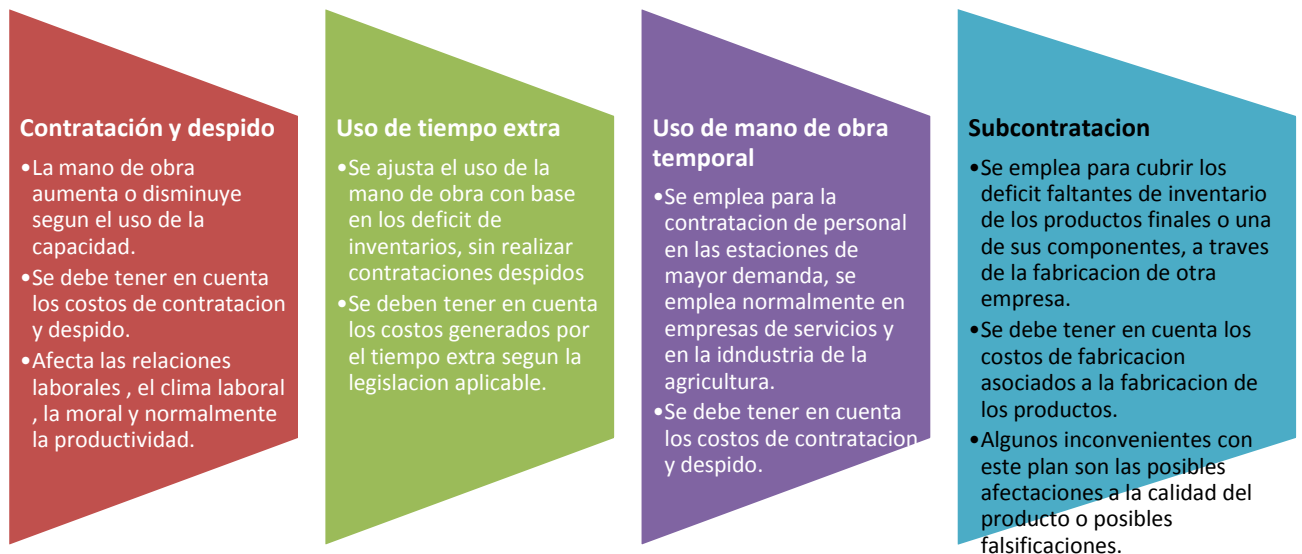 Contratación y despido
•La mano de obra
aumenta o disminuye
segun el uso de la
capacidad.
•Se debe tener en cuenta
los costos de contratacion
y despido.
•Afecta las relaciones
laborales , el clima laboral
, la moral y normalmente
la productividad.
Uso de tiempo extra
•Se ajusta el uso de la
mano de obra con base
en los deficit de
inventarios, sin realizar
contrataciones despidos
•Se deben tener en cuenta
los costos generados por
el tiempo extra segun la
legislacion aplicable.
Uso de mano de obra
temporal
•Se emplea para la
contratacion de personal
en las estaciones de
mayor demanda, se
emplea normalmente en
empresas de servicios y
en la idndustria de la
agricultura.
•Se debe tener en cuenta
los costos de contratacion
y despido.
Subcontratacion
•Se emplea para cubrir los
deficit faltantes de inventario
de los productos finales o una
de sus componentes, a traves
de la fabricacion de otra
empresa.
•Se debe tener en cuenta los
costos de fabricacion
asociados a la fabricacion de
los productos.
•Algunos inconvenientes con
este plan son las posibles
afectaciones a la calidad del
producto o posibles
falsificaciones.